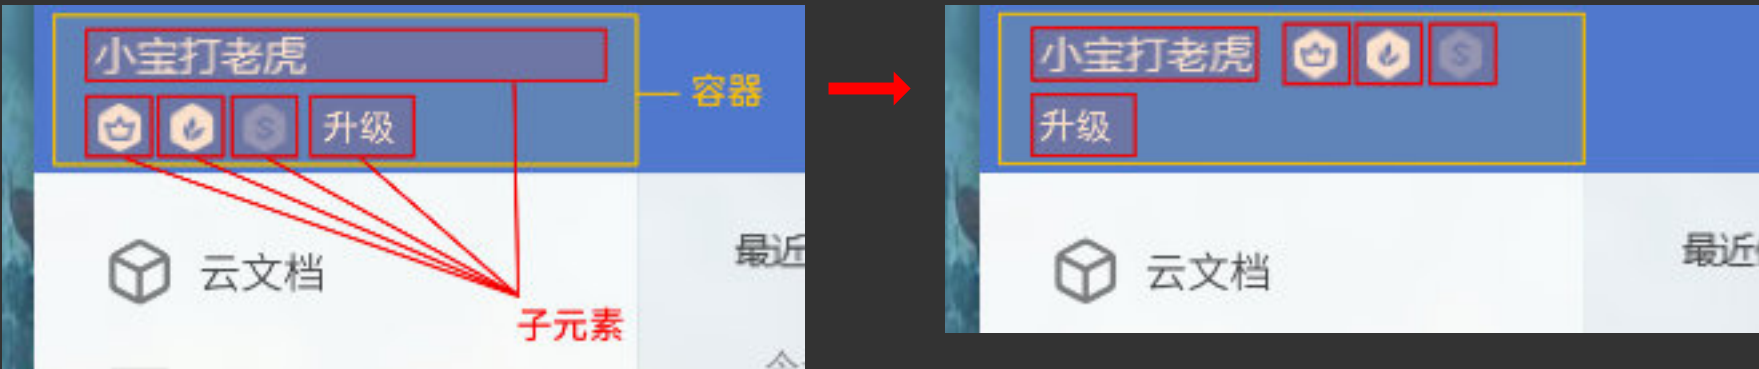 小宝打老虎
S 升级
容器
云文档
最近
子元素
小宝打老虎 S
升级
云文档
最近